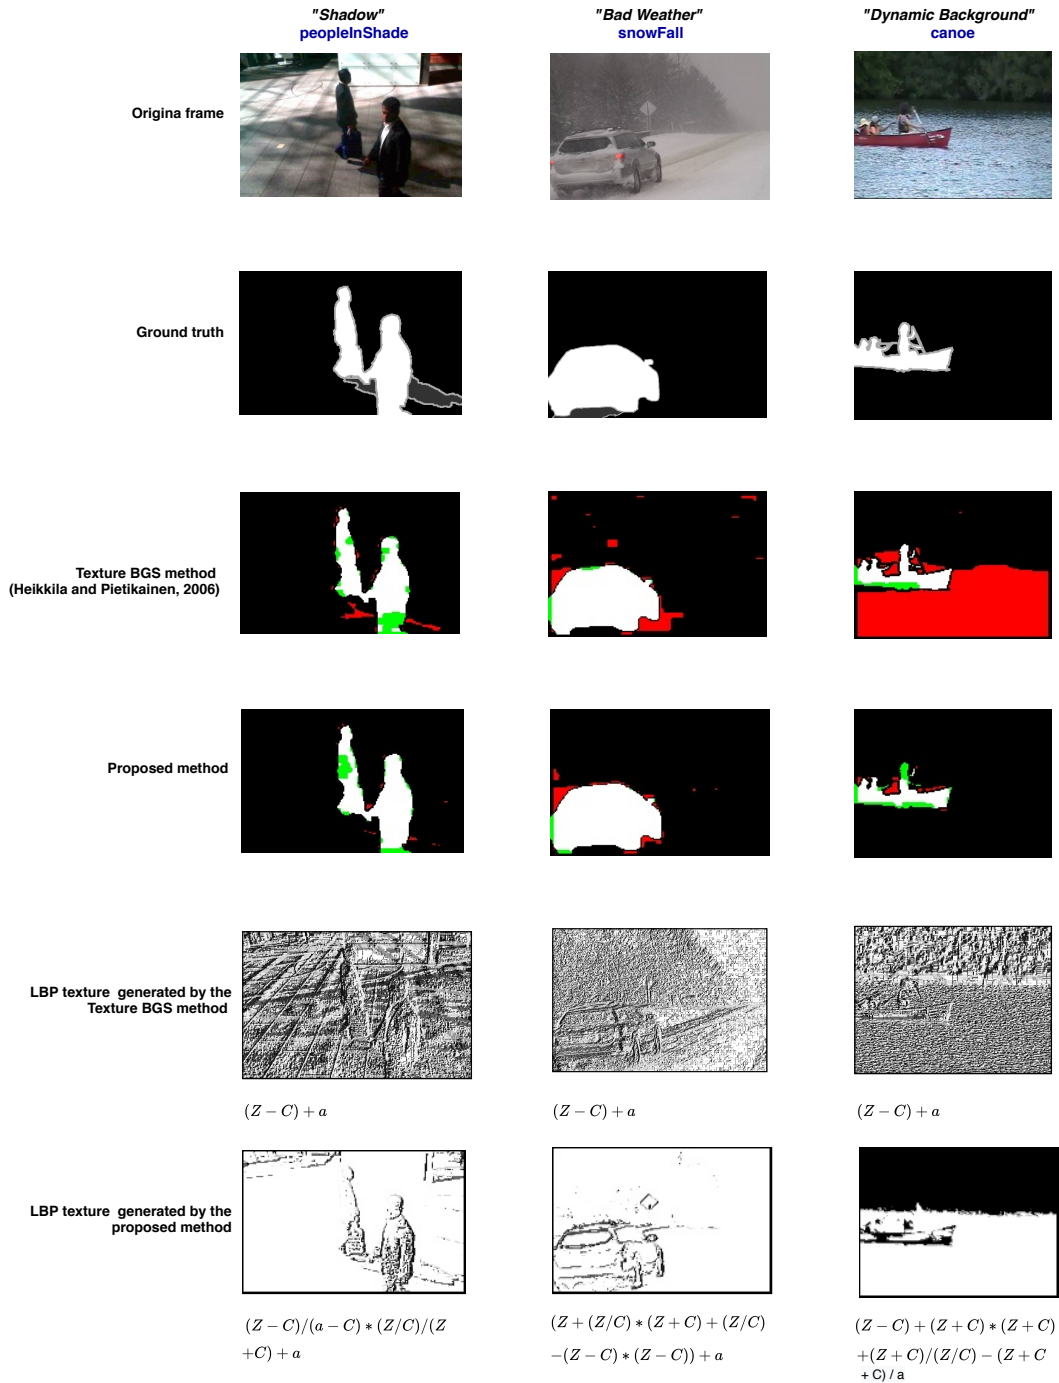 "Shadow"
peopleInShade
"Bad Weather"
snowFall
"Dynamic Background"
canoe
Origina frame
Ground truth
Texture BGS method
(Heikkila and Pietikainen, 2006)
Proposed method
LBP texture generated by the
Texture BGS method
(Z − C) + a
(Z − C) + a
(Z − C) + a
LBP texture generated by the
proposed method
(Z − C)/(a − C) ∗ (Z/C)/(Z
+C) + a
(Z + (Z/C) ∗ (Z + C) + (Z/C)
−(Z − C) ∗ (Z − C)) + a
(Z − C) + (Z + C) ∗ (Z + C)
+(Z + C)/(Z/C) − (Z + C
+ C) / a